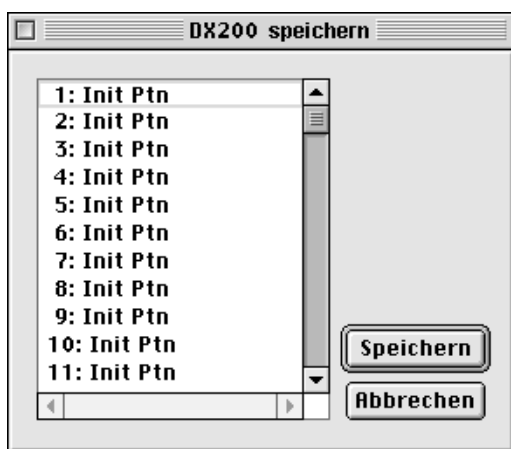 DX200 speichern
1: Init Ptn
2: Init Ptn
3: Init Ptn
4: Init Ptn
5: Init Ptn
6: Init Ptn
7: Init Ptn
8: Init Ptn
9: Init Ptn
10: Init Ptn
11: Init Ptn
Speichern
Abbrechen